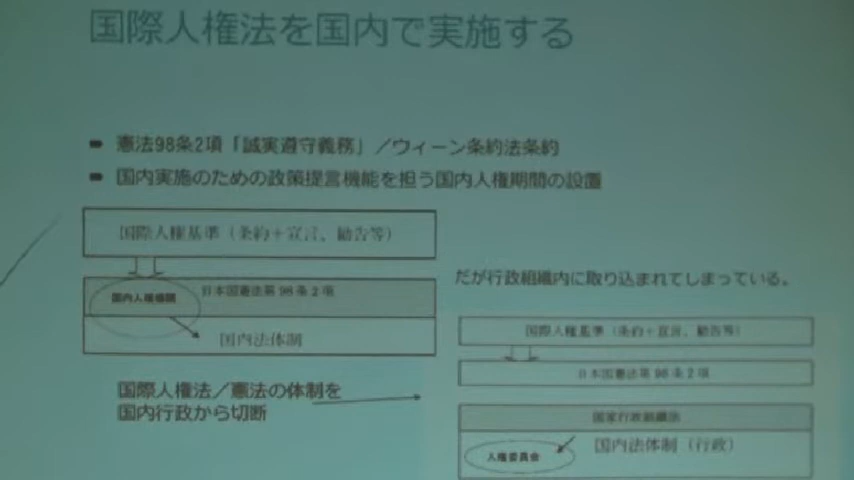 国際人権法を国内で実施する
憲法98条2項「誠実遵守義務」／ウィーン条約法条約
国内実施のための政策提言機能を担う国内人権期間の設置
国際人権基準（条約＋宣言、勧告等）
国内人権機関
日本国憲法第98条2項
国内法体制
国際人権法／憲法の体制を
国内行政から切断
だが行政組織内に取り込まれてしまっている。
国際人権基準（条約＋宣言、勧告等）
日本国憲法第98条2項
国家行政組織法
国内法体制（行政）
人権委員会